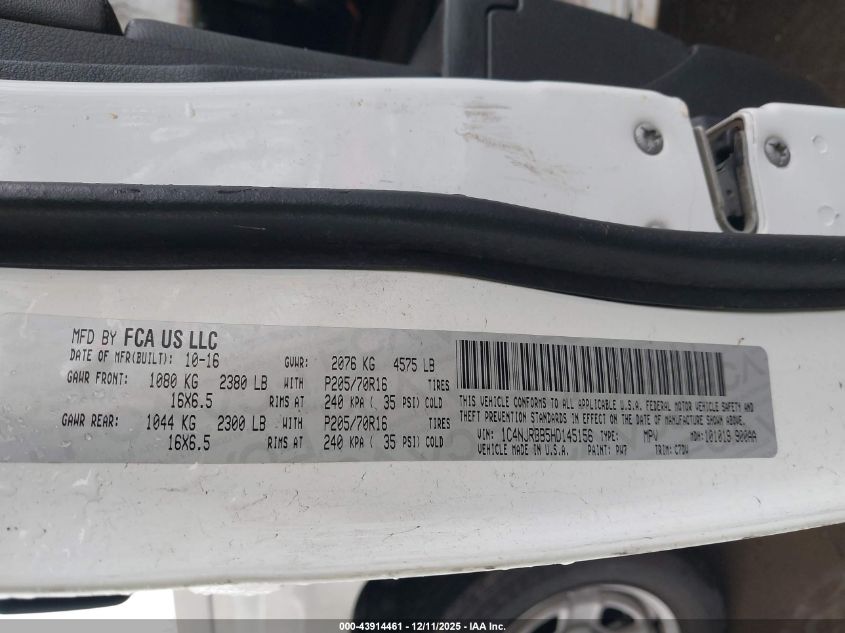 MFD BY FCA US LLC
DATE OF MFR(BUILT): 10-16 GVWR: 2076 KG 4575 LB
GAWR FRONT: 1080 KG 2380 LB WITH P205/70R16 TIRES
16X6.5 RIMS AT 240 KPA ( 35 PSI) COLD
GAWR REAR: 1044 KG 2300 LB WITH P205/70R16 TIRES
16X6.5 RIMS AT 240 KPA ( 35 PSI) COLD
THIS VEHICLE CONFORMS TO ALL APPLICABLE U.S.A. FEDERAL MOTOR VEHICLE SAFETY AND
THEFT PREVENTION STANDARDS IN EFFECT ON THE DATE OF MANUFACTURE SHOWN ABOVE.
VIN: 1C4NJRBB5HD145156 TYPE: MPV MDH: 101019 900AA
VEHICLE MADE IN U.S.A. PAINT: PW7 TRIM: C7DV
000-43914461 - 12/11/2025 - IAA Inc.